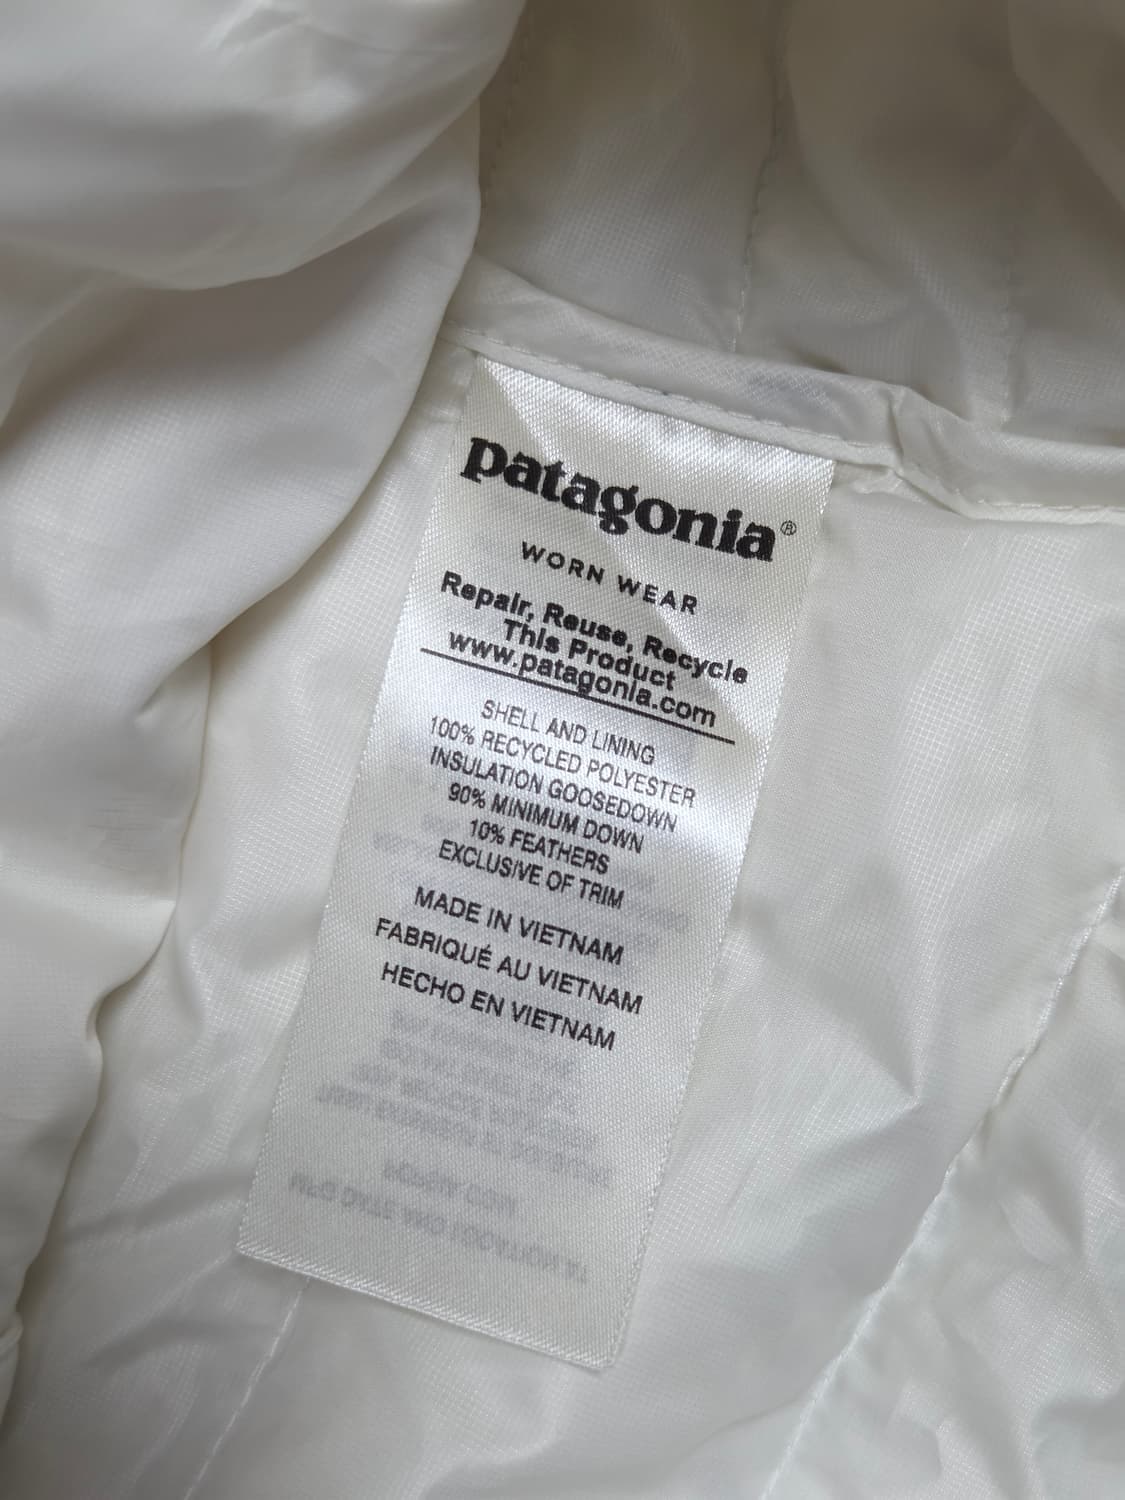 patagonia®
WORN WEAR
Repair, Reuse, Recycle
This Product
www.patagonia.com
SHELL AND LINING
100% RECYCLED POLYESTER
INSULATION GOOSEDOWN
90% MINIMUM DOWN
10% FEATHERS
EXCLUSIVE OF TRIM
MADE IN VIETNAM
FABRIQUÉ AU VIETNAM
HECHO EN VIETNAM